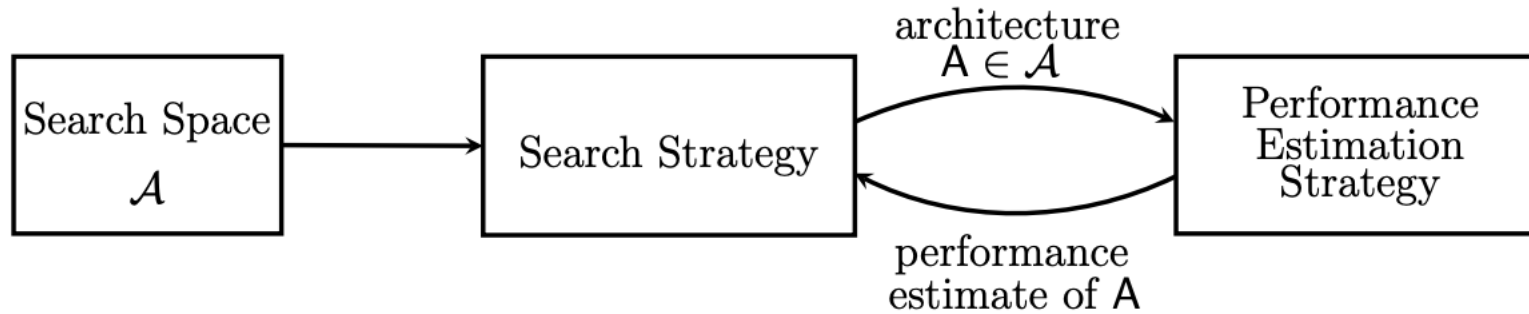 Search Space
𝒜
Search Strategy
architecture
A ∈ 𝒜
performance
estimate of A
Performance
Estimation
Strategy